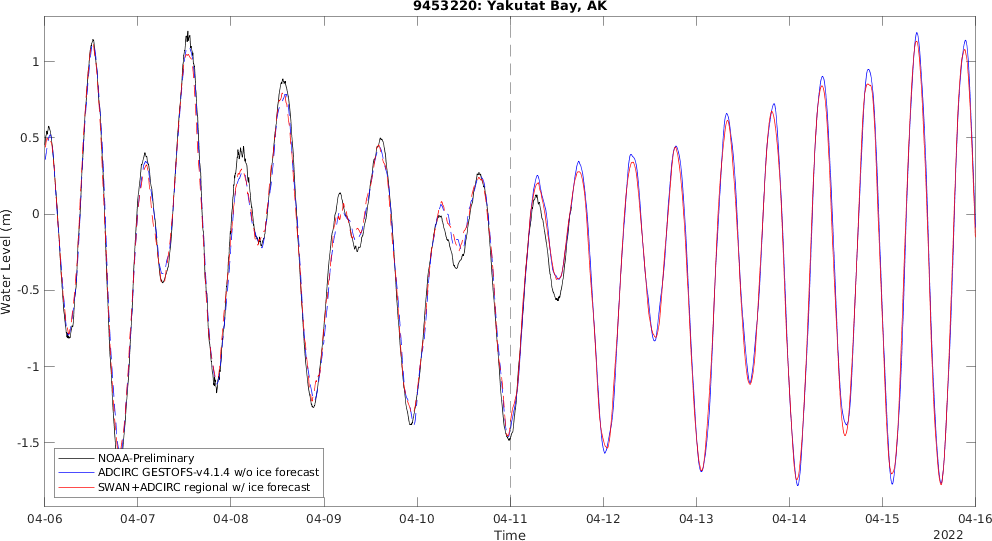 9453220: Yakutat Bay, AK
Water Level (m)
1
0.5
0
-0.5
-1
-1.5
NOAA-Preliminary
ADCIRC GESTOFS-v4.1.4 w/o ice forecast
SWAN+ADCIRC regional w/ ice forecast
04-06 04-07 04-08 04-09 04-10 04-11 04-12 04-13 04-14 04-15 04-16
Time
2022